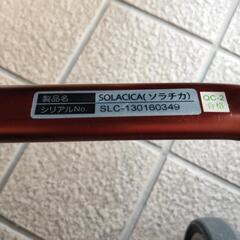 製品名 SOLACICA(ソラチカ)
シリアルNo. SLC-130160349
QC-2
合格